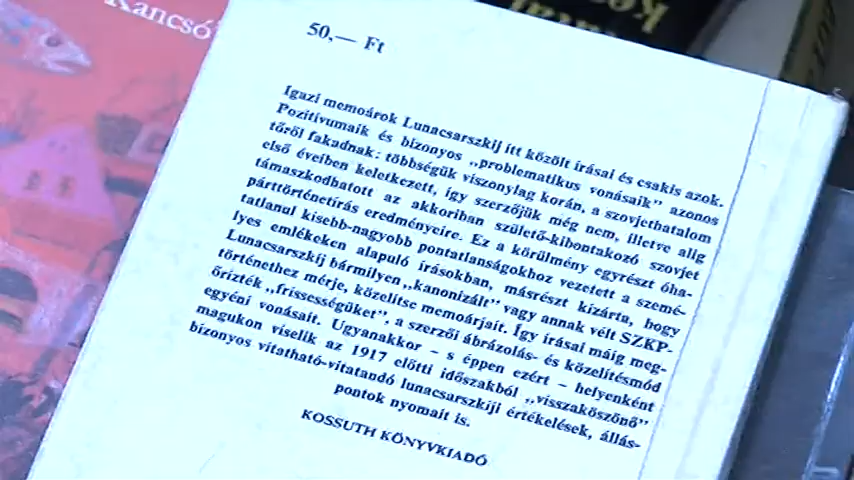 Kancsó
50,— Ft
Igazi memoárok Lunacsarszkij itt közölt írásai és csakis azok.
Pozitívumaik és bizonyos „problematikus vonásaik” azonos
tőről fakadnak: többségük viszonylag korán, a szovjethatalom
első éveiben keletkezett, így szerzőjük még nem, illetve alig
támaszkodhatott az akkoriban születő-kibontakozó szovjet
párttörténetírás eredményeire. Ez a körülmény egyrészt óha-
tatlanul kisebb-nagyobb pontatlanságokhoz vezetett a szemé-
lyes emlékeken alapuló írásokban, másrészt kizárta, hogy
Lunacsarszkij bármilyen „kanonizált” vagy annak vélt SZKP-
történethez mérje, közelítse memoárjait. Így írásai máig meg-
őrizték „frissességüket”, a szerzői ábrázolás- és közelítésmód
egyéni vonásait. Ugyanakkor – s éppen ezért – helyenként
magukon viselik az 1917 előtti időszakból „visszaköszönő”
bizonyos vitatható-vitatandó lunacsarszkiji értékelések, állás-
pontok nyomait is.
KOSSUTH KÖNYVKIADÓ